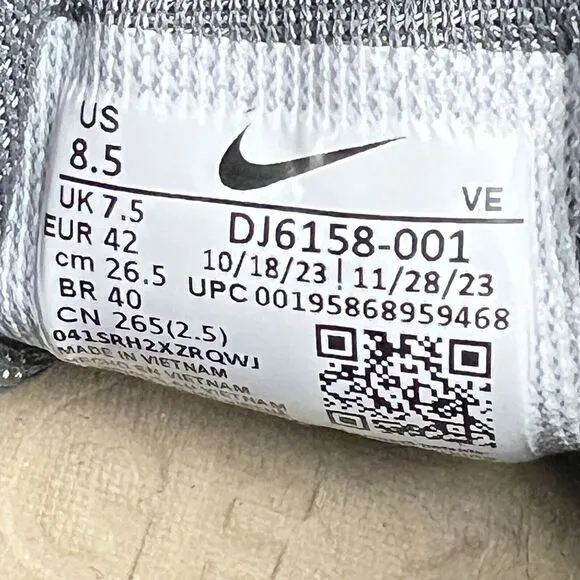 US
8.5
VE
UK 7.5
EUR 42
cm 26.5
BR 40
CN 265(2.5)
DJ6158-001
10/18/23 | 11/28/23
UPC 00195868959468
041SRH2XZRQWJ
MADE IN VIETNAM
VIETNAM